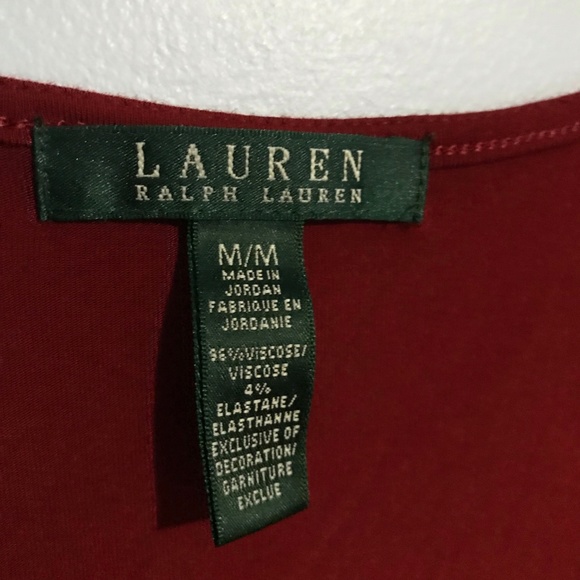 LAUREN
RALPH LAUREN
M/M
MADE IN
JORDAN
FABRIQUE EN
JORDANIE
96%VISCOSE/
VISCOSE
4%
ELASTANE/
ELASTHANNE
EXCLUSIVE OF
DECORATION/
GARNITURE
EXCLUE